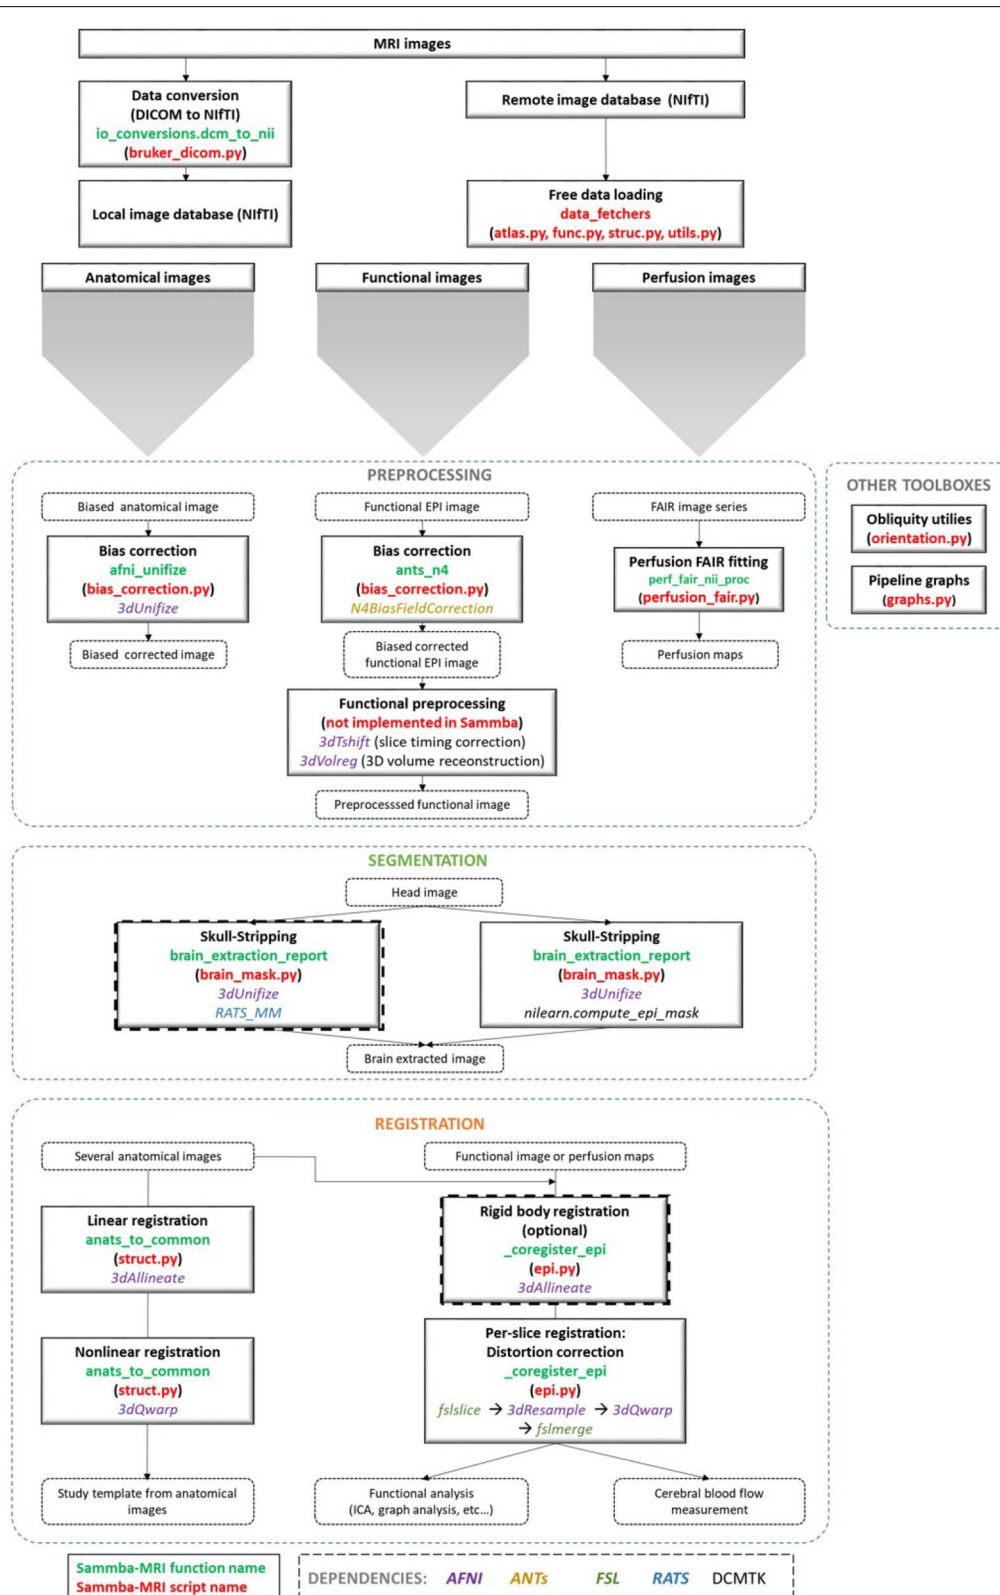 MRI images
Data conversion
(DICOM to NIfTI)
io_conversions.dcm_to_nii
(bruker_dicom.py)
Remote image database (NIfTI)
Local image database (NIfTI)
Free data loading
data_fetchers
(atlas.py, func.py, struc.py, utils.py)
Anatomical images
Functional images
Perfusion images
PREPROCESSING
Biased anatomical image
Bias correction
afni_unifize
(bias_correction.py)
3dUnifize
Biased corrected image
Functional EPI image
Bias correction
ants_n4
(bias_correction.py)
N4BiasFieldCorrection
Biased corrected
functional EPI image
Functional preprocessing
(not implemented in Sammba)
3dTshift (slice timing correction)
3dVolreg (3D volume receonstruction)
Preprocesssed functional image
FAIR image series
Perfusion FAIR fitting
perf_fair_nii_proc
(perfusion_fair.py)
Perfusion maps
OTHER TOOLBOXES
Obliquity utilies
(orientation.py)
Pipeline graphs
(graphs.py)
SEGMENTATION
Head image
Skull-Stripping
brain_extraction_report
(brain_mask.py)
3dUnifize
RATS_MM
Skull-Stripping
brain_extraction_report
(brain_mask.py)
3dUnifize
nilearn.compute_epi_mask
Brain extracted image
REGISTRATION
Several anatomical images
Linear registration
anats_to_common
(struct.py)
3dAllineate
Nonlinear registration
anats_to_common
(struct.py)
3dQwarp
Study template from anatomical
images
Functional image or perfusion maps
Rigid body registration
(optional)
_coregister_epi
(epi.py)
3dAllineate
Per-slice registration:
Distortion correction
_coregister_epi
(epi.py)
fslslice → 3dResample → 3dQwarp
→ fslmerge
Functional analysis
(ICA, graph analysis, etc...)
Cerebral blood flow
measurement
Sammba-MRI function name
Sammba-MRI script name
DEPENDENCIES: AFNI ANTs FSL RATS DCMTK